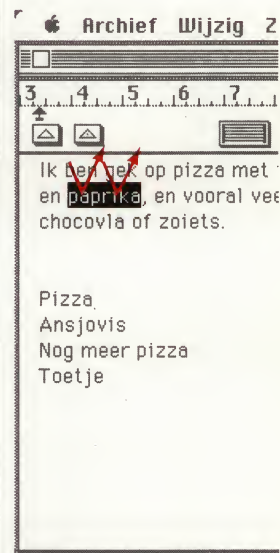 Archief Wijzig
3 4 5 6 7
Ik ben gek op pizza met
en paprika, en vooral vee
chocovla of zoiets.
Pizza
Ansjovis
Nog meer pizza
Toetje